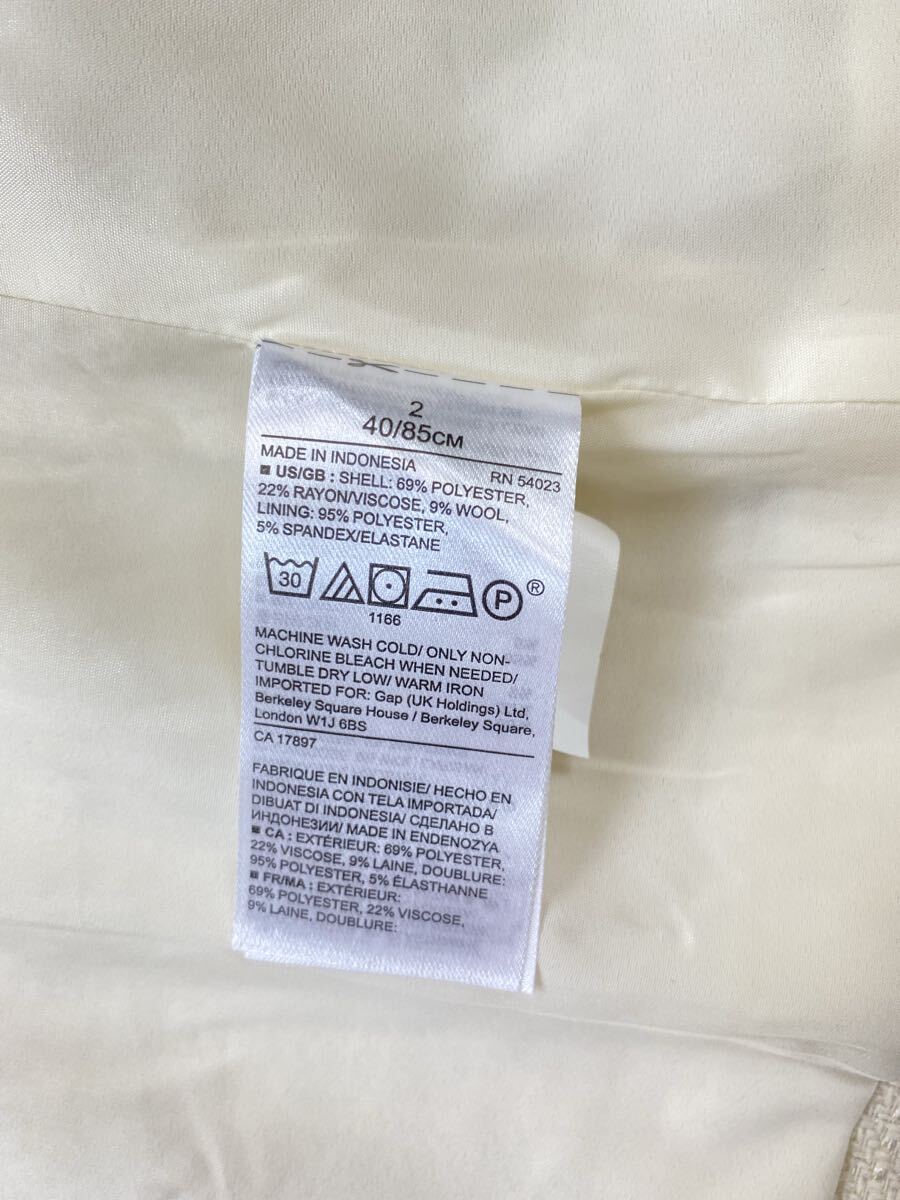 2
40/85CM
MADE IN INDONESIA RN 54023
■ US/GB : SHELL: 69% POLYESTER,
22% RAYON/VISCOSE, 9% WOOL,
LINING: 95% POLYESTER,
5% SPANDEX/ELASTANE
30 P ®
1166
MACHINE WASH COLD/ ONLY NON-
CHLORINE BLEACH WHEN NEEDED/
TUMBLE DRY LOW/ WARM IRON
IMPORTED FOR: Gap (UK Holdings) Ltd,
Berkeley Square House / Berkeley Square,
London W1J 6BS
CA 17897
FABRIQUE EN INDONISIE/ HECHO EN
INDONESIA CON TELA IMPORTADA/
DIBUAT DI INDONESIA/ СДЕЛАНО В
ИНДОНЕЗИИ/ MADE IN ENDENOZYA
■ CA : EXTÉRIEUR: 69% POLYESTER,
22% VISCOSE, 9% LAINE, DOUBLURE:
95% POLYESTER, 5% ÉLASTHANNE
■ FR/MA : EXTÉRIEUR:
69% POLYESTER, 22% VISCOSE,
9% LAINE, DOUBLURE: